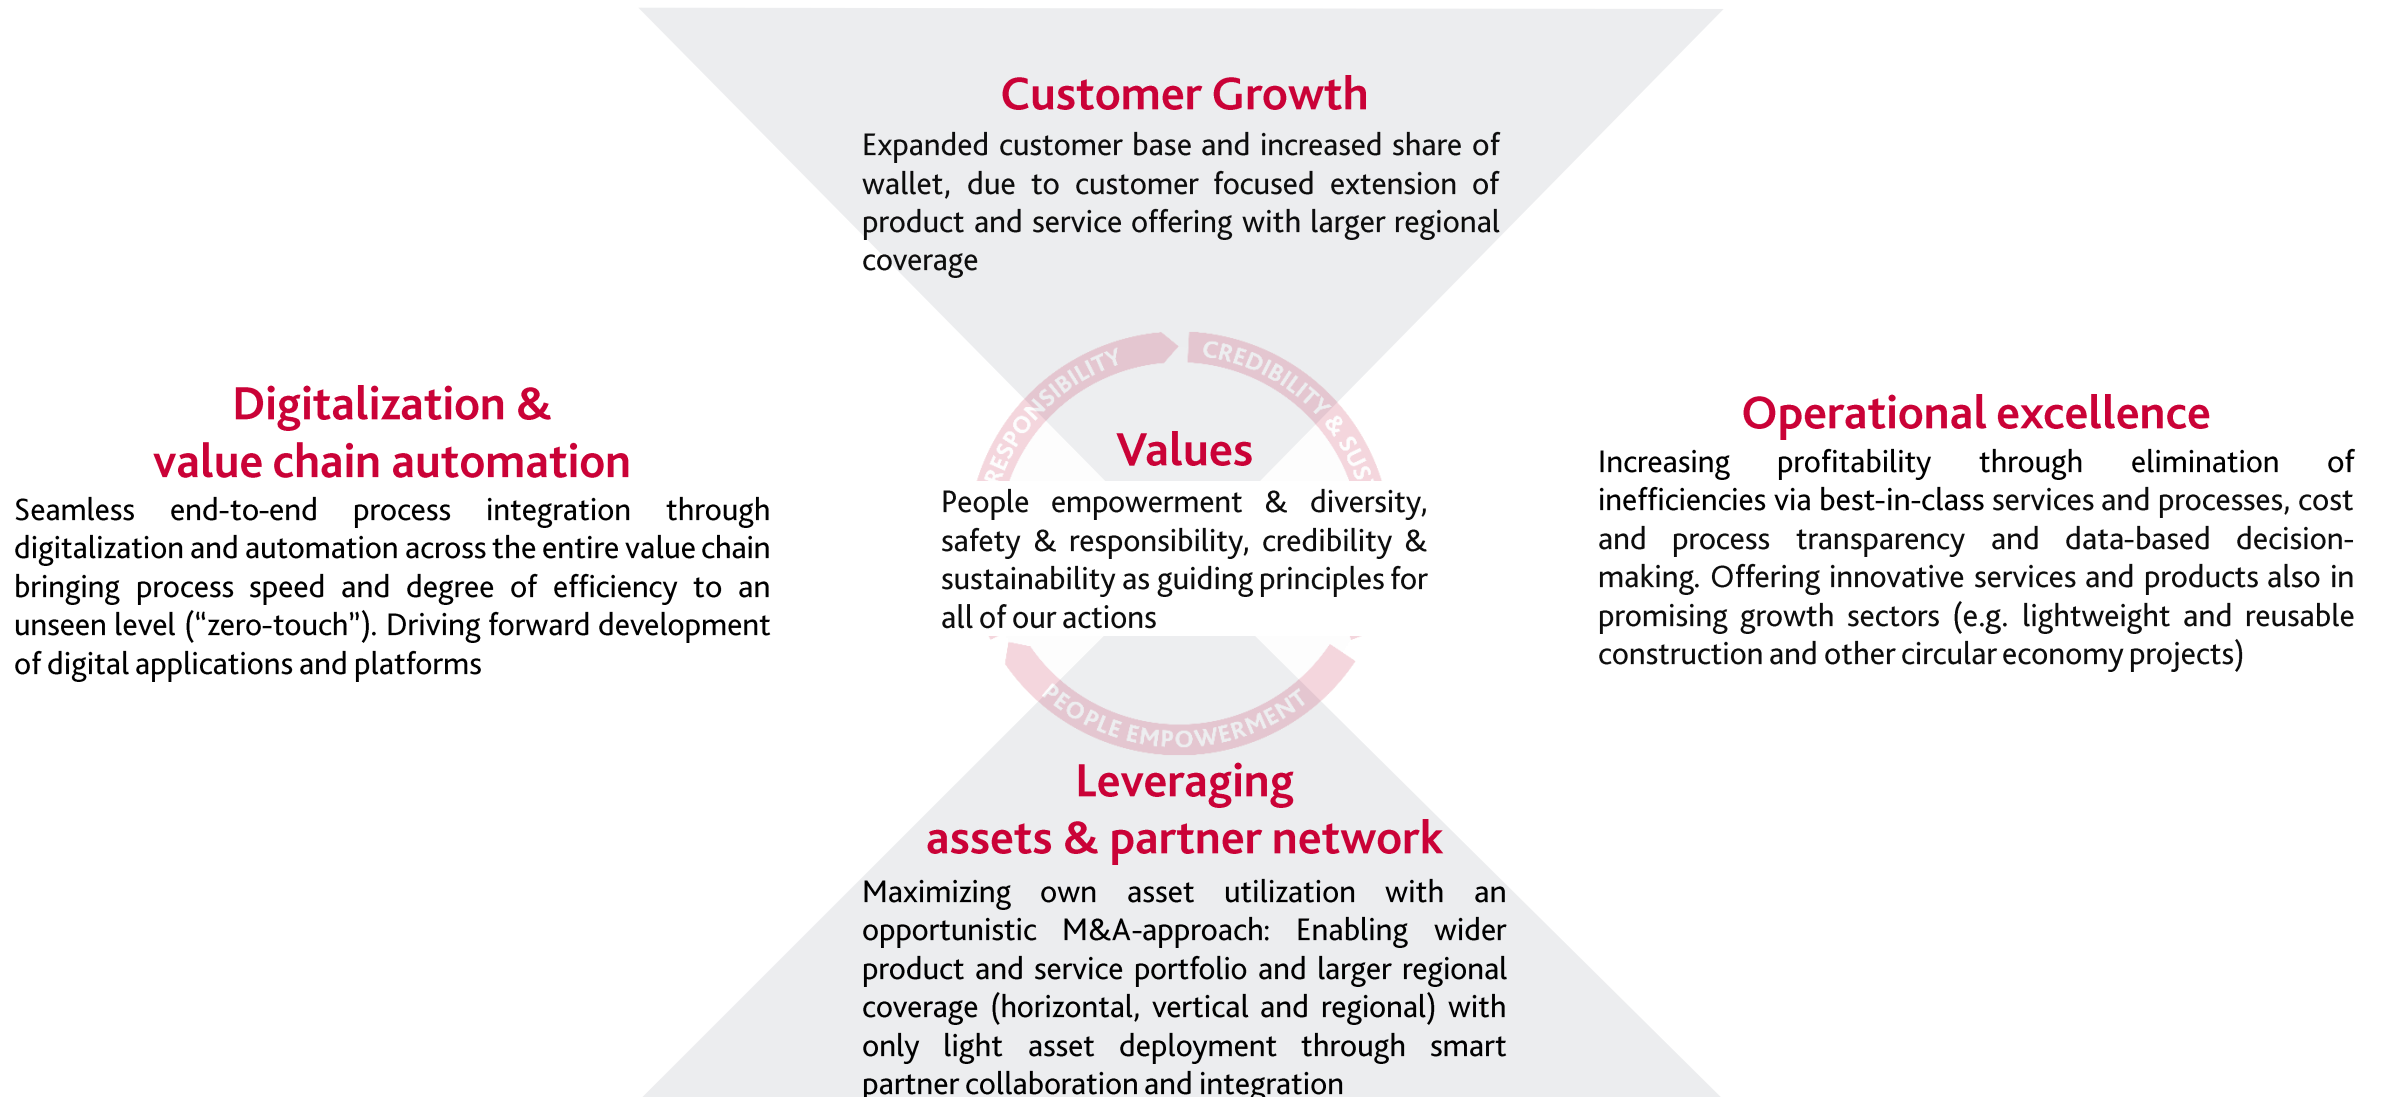 Customer Growth
Expanded customer base and increased share of
wallet, due to customer focused extension of
product and service offering with larger regional
coverage
Digitalization &
value chain automation
Seamless end-to-end process integration through
digitalization and automation across the entire value chain
bringing process speed and degree of efficiency to an
unseen level (“zero-touch”). Driving forward development
of digital applications and platforms
RESPONSIBILITY
CREDIBILITY & SUS
Values
People empowerment & diversity,
safety & responsibility, credibility &
sustainability as guiding principles for
all of our actions
PEOPLE EMPOWERMENT
Operational excellence
Increasing profitability through elimination of
inefficiencies via best-in-class services and processes, cost
and process transparency and data-based decision-
making. Offering innovative services and products also in
promising growth sectors (e.g. lightweight and reusable
construction and other circular economy projects)
Leveraging
assets & partner network
Maximizing own asset utilization with an
opportunistic M&A-approach: Enabling wider
product and service portfolio and larger regional
coverage (horizontal, vertical and regional) with
only light asset deployment through smart
partner collaboration and integration